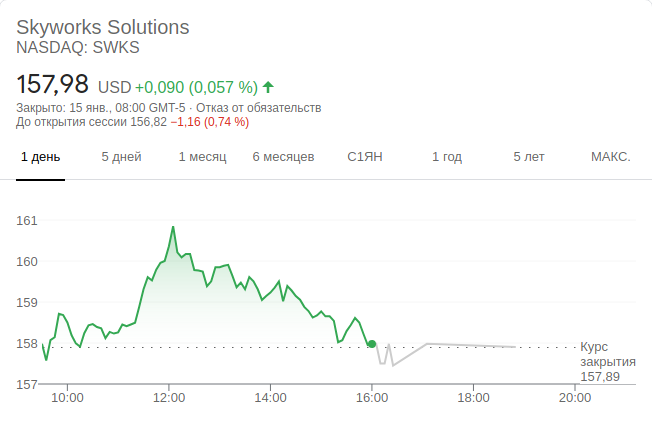 Skyworks Solutions
NASDAQ: SWKS
157,98 USD +0,090 (0,057 %)
Закрыто: 15 янв., 08:00 GMT-5 · Отказ от обязательств
До открытия сессии 156,82 −1,16 (0,74 %)
1 день 5 дней 1 месяц 6 месяцев С1ЯН 1 год 5 лет МАКС.
161
160
159
158
Курс
закрытия
157,89
157
10:00 12:00 14:00 16:00 18:00 20:00